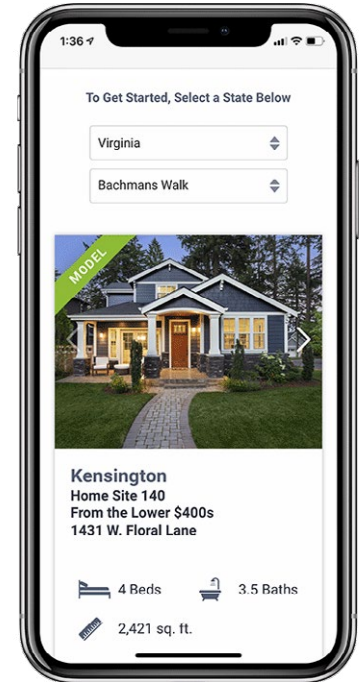 1:36
To Get Started, Select a State Below
Virginia
Bachmans Walk
MODEL
Kensington
Home Site 140
From the Lower $400s
1431 W. Floral Lane
4 Beds
3.5 Baths
2,421 sq. ft.